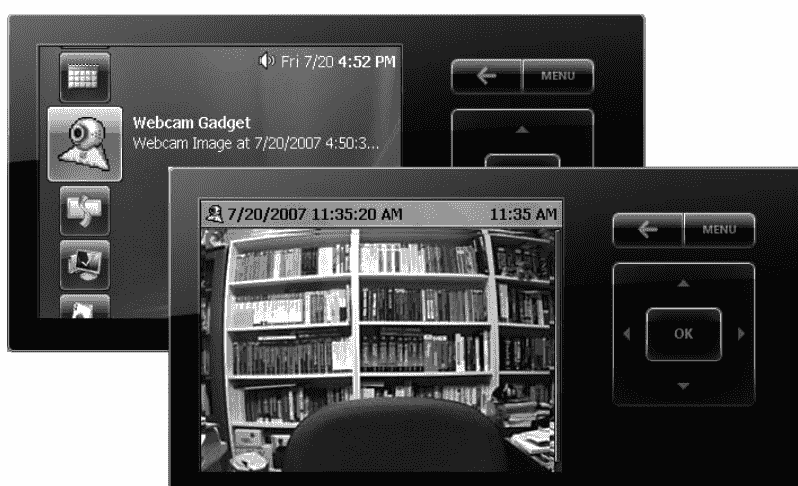 Fri 7/20 4:52 PM
MENU
Webcam Gadget
Webcam Image at 7/20/2007 4:50:3...
7/20/2007 11:35:20 AM
11:35 AM
MENU
OK